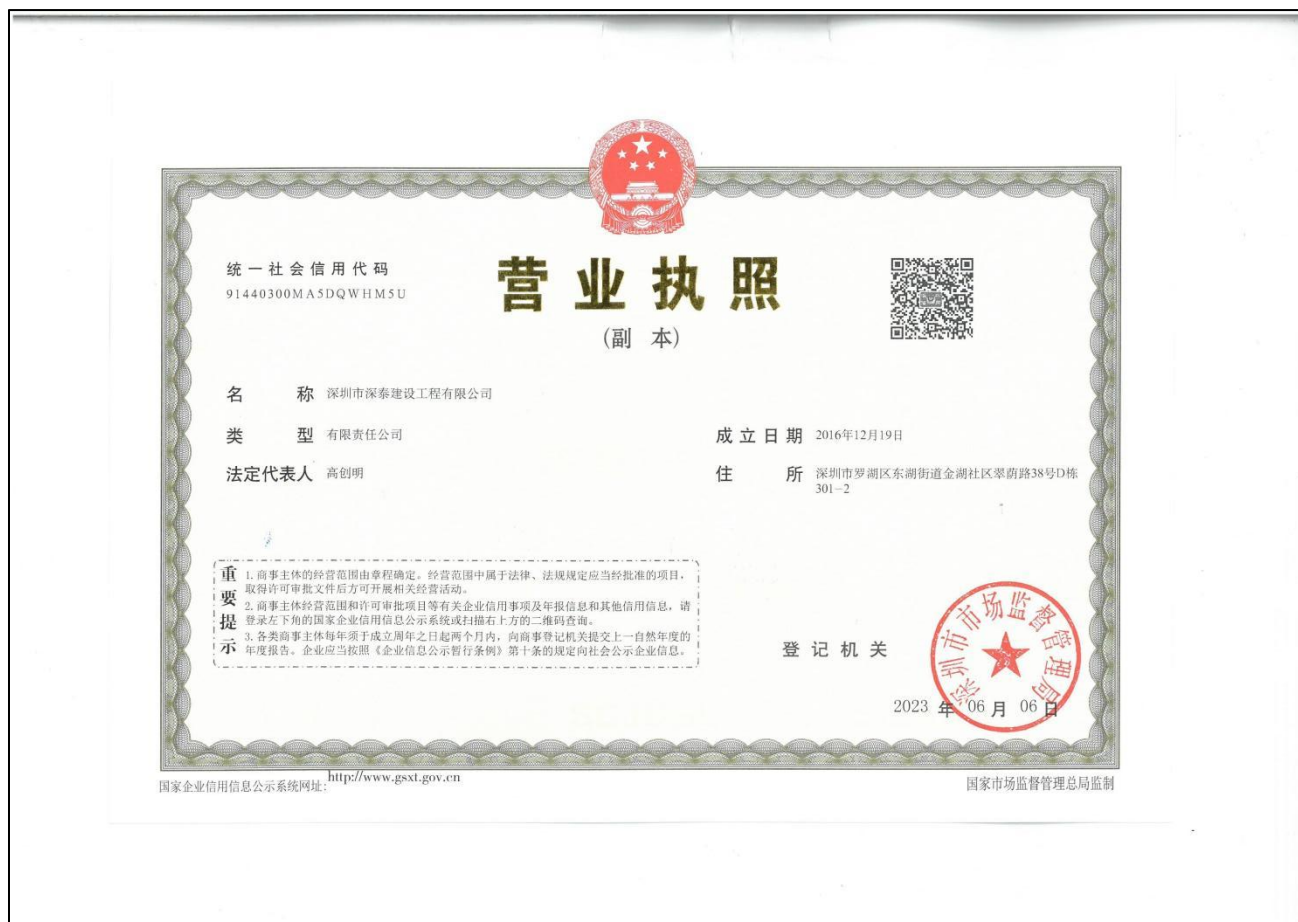 统一社会信用代码
91440300MA5DQWHM5U
营业执照
(副 本)
名 称 深圳市深泰建设工程有限公司
类 型 有限责任公司
法定代表人 高创明
成立日期 2016年12月19日
住 所 深圳市罗湖区东湖街道金湖社区翠荫路38号D栋
301-2
重要提示
1. 商事主体的经营范围由章程确定。经营范围中属于法律、法规规定应当经批准的项目，
取得许可审批文件后方可开展相关经营活动。
2. 商事主体经营范围和许可审批项目等有关企业信用事项及年报信息和其他信用信息，请
登录左下角的国家企业信用信息公示系统或扫描右上方的二维码查询。
3. 各类商事主体每年须于成立周年之日起两个月内，向商事登记机关提交上一自然年度的
年度报告。企业应当按照《企业信息公示暂行条例》第十条的规定向社会公示企业信息。
登记机关
深圳市市场监督管理局
2023 年 06 月 06 日
国家企业信用信息公示系统网址: http://www.gsxt.gov.cn
国家市场监督管理总局监制